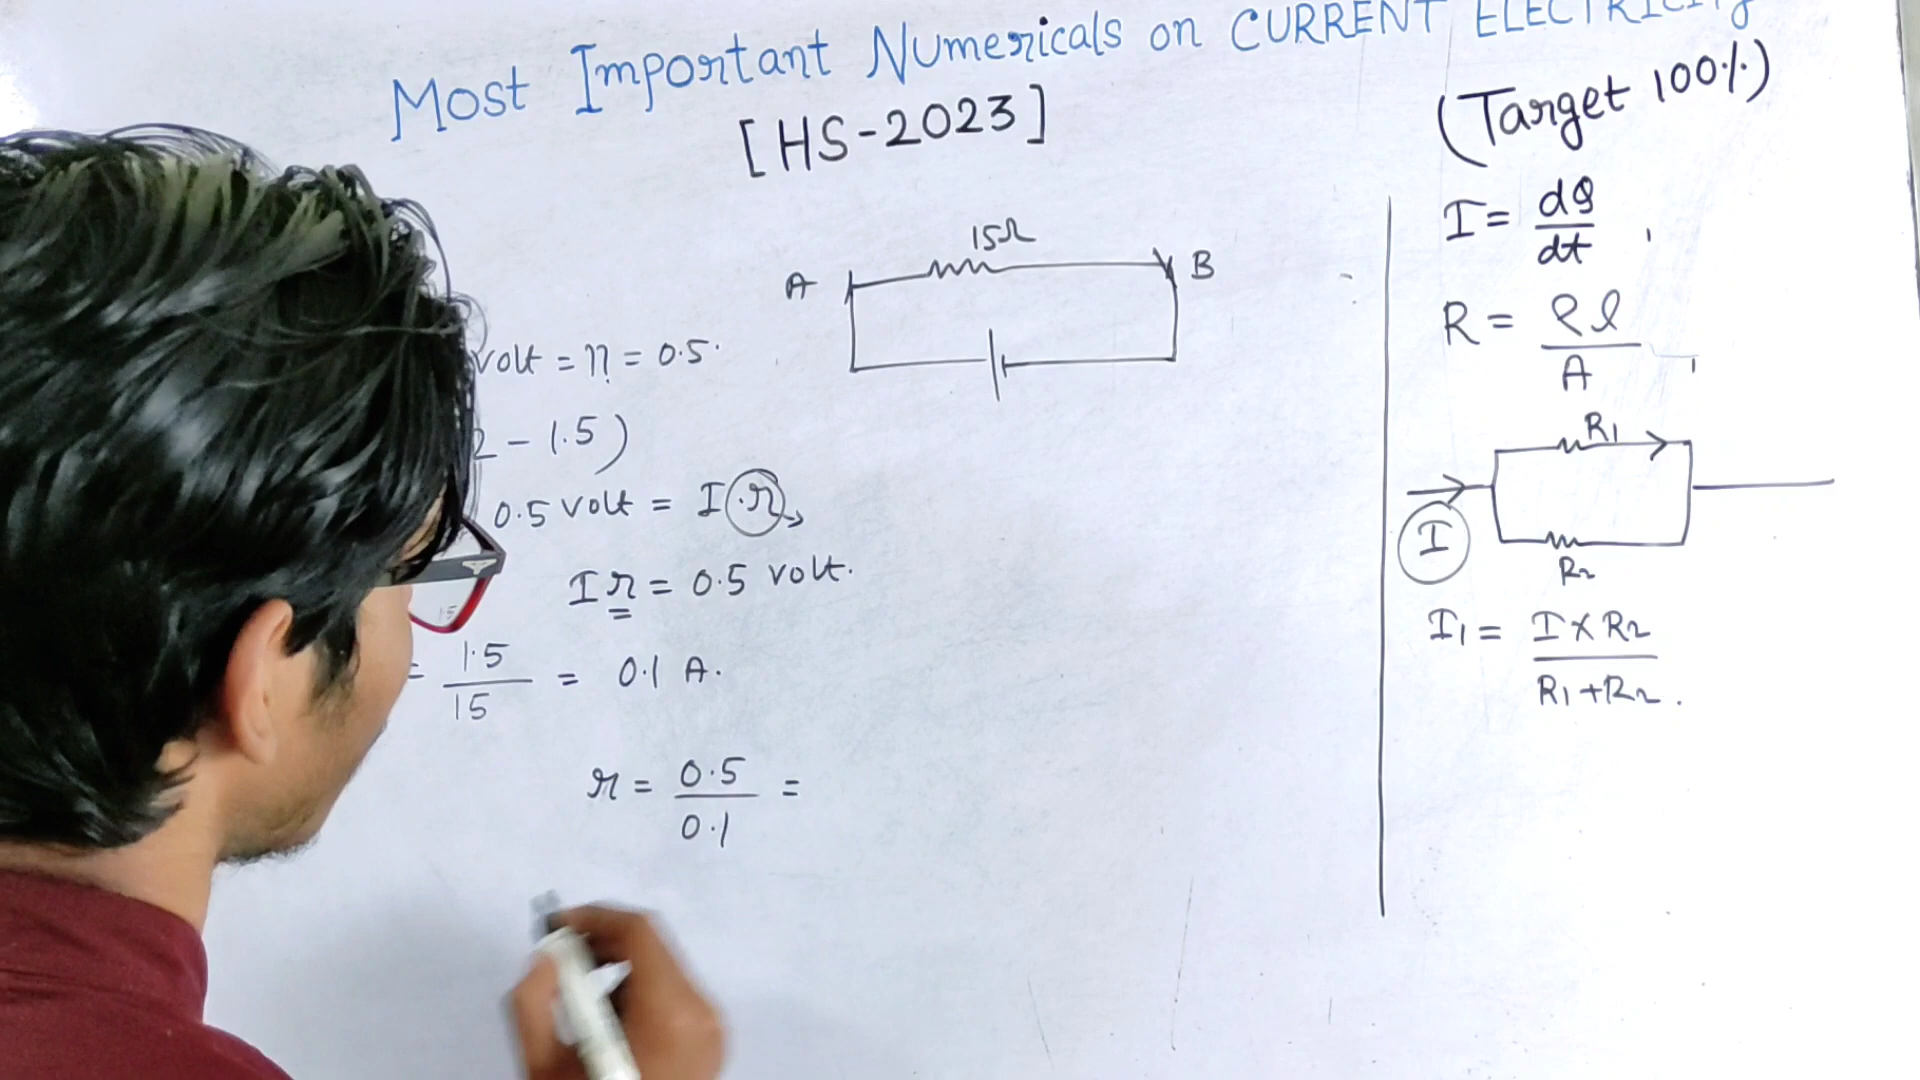 Most Important Numericals on CURRENT ELECTRICITY
[HS-2023]
(Target 100%)
15Ω
A
B
volt = η = 0.5
2 - 1.5)
0.5 volt = I r
I r = 0.5 volt.
= 1.5 / 15 = 0.1 A.
r = 0.5 / 0.1 =
I = dQ / dt ,
R = ρl / A ,
R1
I
R2
I1 = I × R2 / R1 + R2 .